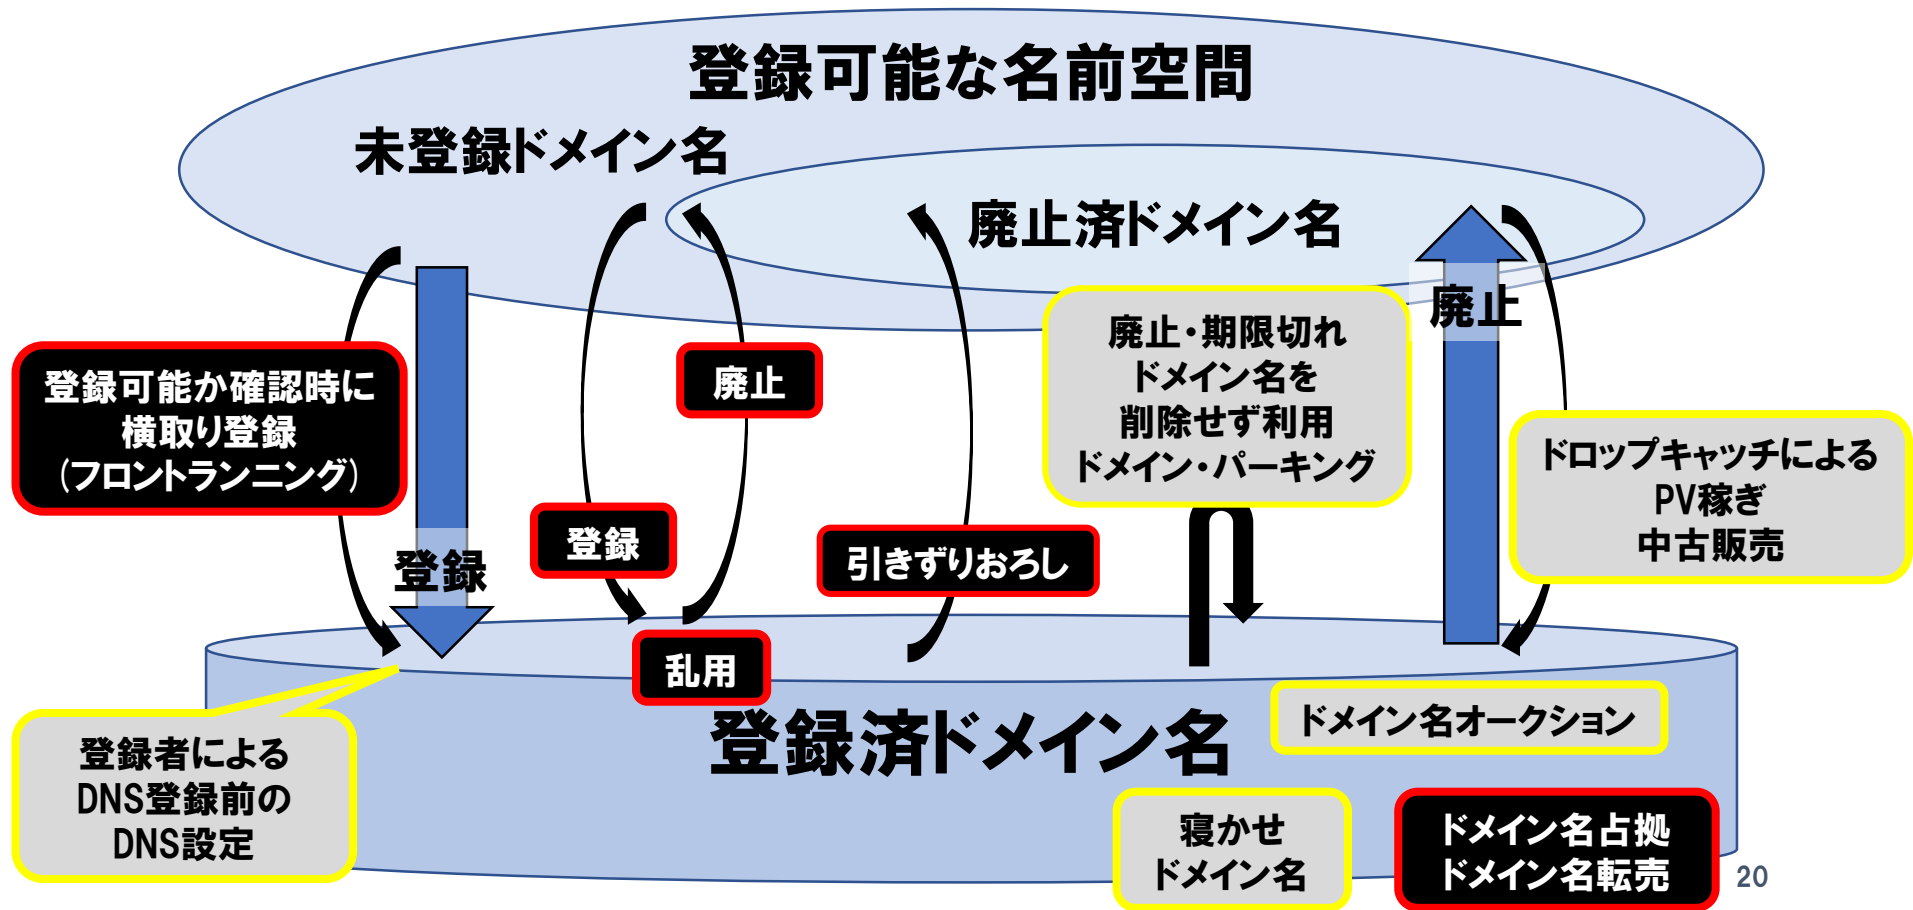 登録可能な名前空間
未登録ドメイン名
廃止済ドメイン名
廃止
登録可能か確認時に
横取り登録
(フロントランニング)
廃止
廃止・期限切れ
ドメイン名を
削除せず利用
ドメイン・パーキング
ドロップキャッチによる
PV稼ぎ
中古販売
登録
登録
引きずりおろし
乱用
登録済ドメイン名
ドメイン名オークション
登録者による
DNS登録前の
DNS設定
寝かせ
ドメイン名
ドメイン名占拠
ドメイン名転売
20